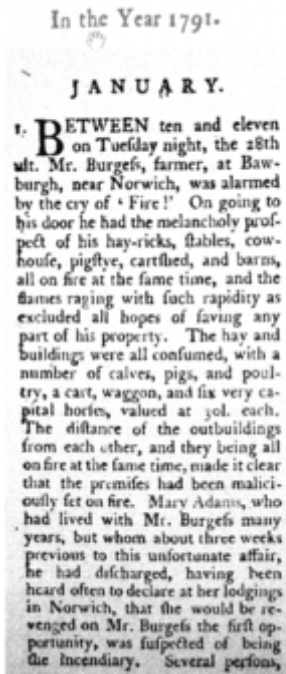 In the Year 1791.
JANUARY.
1. BETWEEN ten and eleven
on Tuesday night, the 28th
ult. Mr. Burgeſs, farmer, at Baw-
burgh, near Norwich, was alarmed
by the cry of ‘ Fire!’ On going to
his door he had the melancholy proſ-
pect of his hay-ricks, ſtables, cow-
houſe, pigſtye, cartſhed, and barns,
all on fire at the ſame time, and the
flames raging with ſuch rapidity as
excluded all hopes of ſaving any
part of his property. The hay and
buildings were all conſumed, with a
number of calves, pigs, and poul-
try, a cart, waggon, and ſix very ca-
pital horſes, valued at 30l. each.
The diſtance of the outbuildings
from each other, and they being all
on fire at the ſame time, made it clear
that the premiſes had been malici-
ouſly ſet on fire. Mary Adams, who
had lived with Mr. Burgeſs many
years, but whom about three weeks
previous to this unfortunate affair,
he had diſcharged, having been
heard often to declare at her lodgings
in Norwich, that ſhe would be re-
venged on Mr. Burgeſs the firſt op-
portunity, was ſuſpected of being
the incendiary. Several perſons,